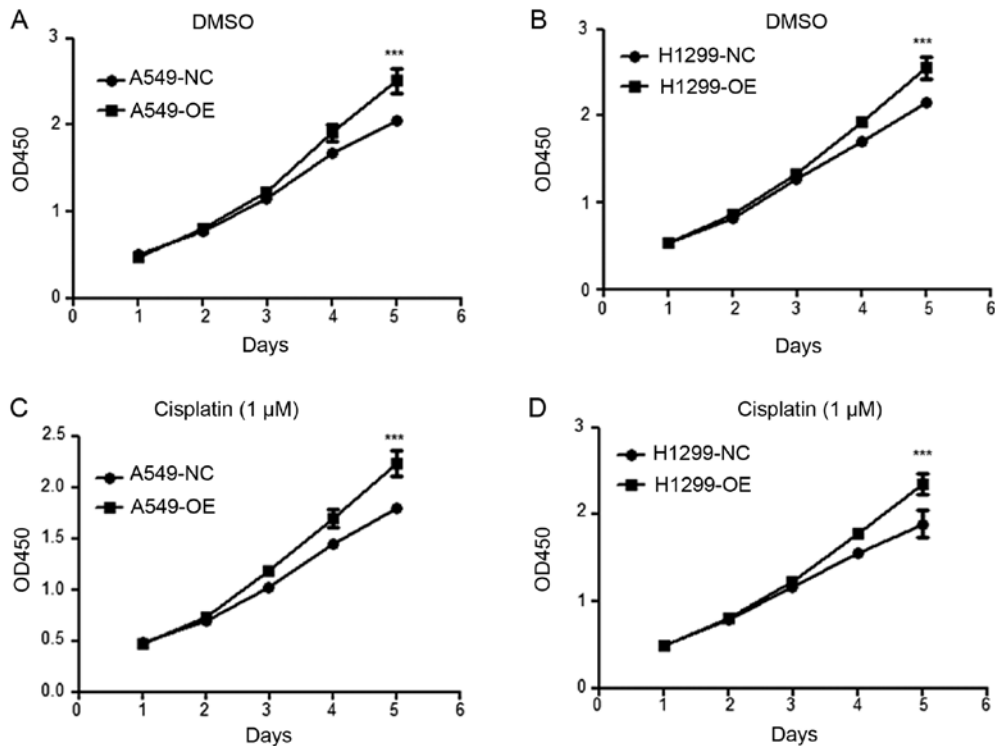 A
DMSO
3
2
1
0
OD450
A549-NC
A549-OE
***
0 1 2 3 4 5 6
Days
B
DMSO
3
2
1
0
OD450
H1299-NC
H1299-OE
***
0 1 2 3 4 5 6
Days
C
Cisplatin (1 µM)
2.5
2.0
1.5
1.0
0.5
0.0
OD450
A549-NC
A549-OE
***
0 1 2 3 4 5 6
Days
D
Cisplatin (1 µM)
3
2
1
0
OD450
H1299-NC
H1299-OE
***
0 1 2 3 4 5 6
Days